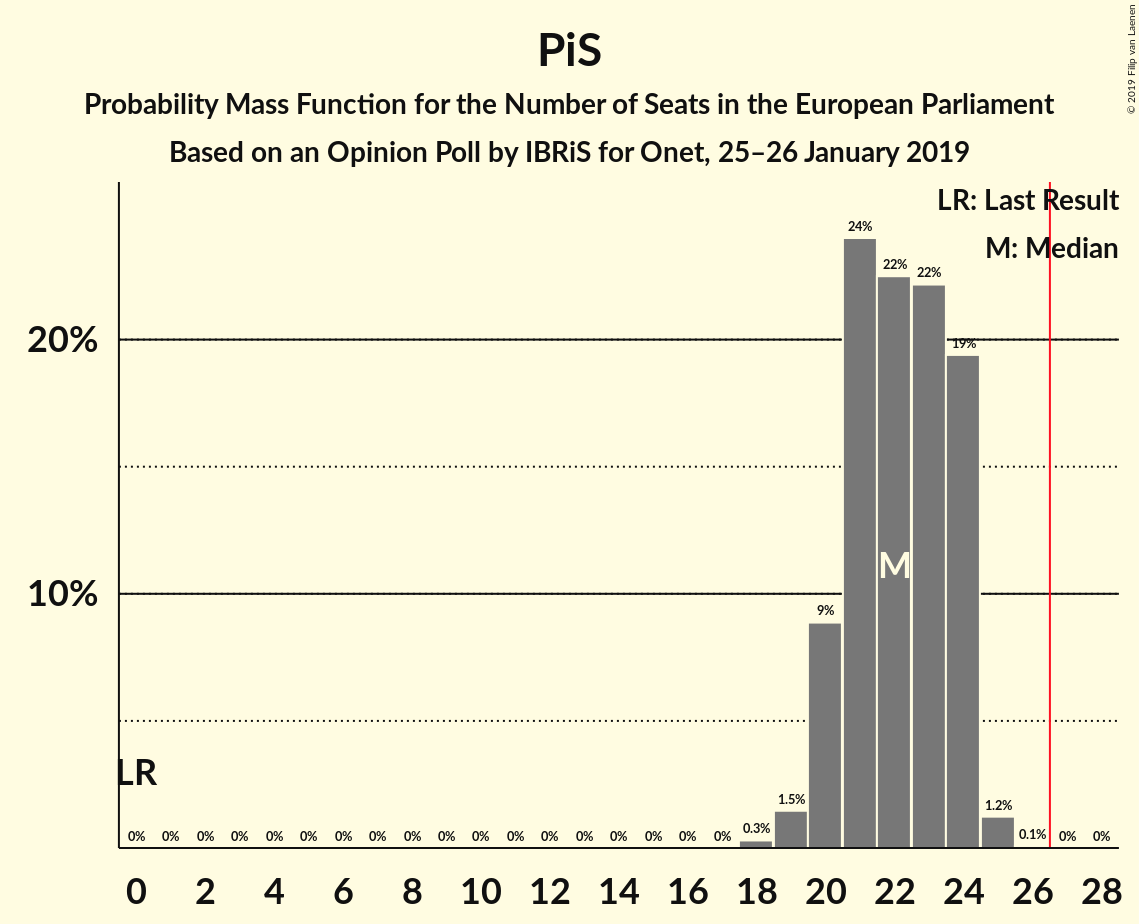 PiS
Probability Mass Function for the Number of Seats in the European Parliament
Based on an Opinion Poll by IBRiS for Onet, 25–26 January 2019
© 2019 Filip van Laenen
LR: Last Result
M: Median
24%
22%
22%
20%
19%
M
10%
9%
LR
0% 0% 0% 0% 0% 0% 0% 0% 0% 0% 0% 0% 0% 0% 0% 0% 0% 0% 0.3% 1.5% 1.2% 0.1% 0% 0%
0 2 4 6 8 10 12 14 16 18 20 22 24 26 28